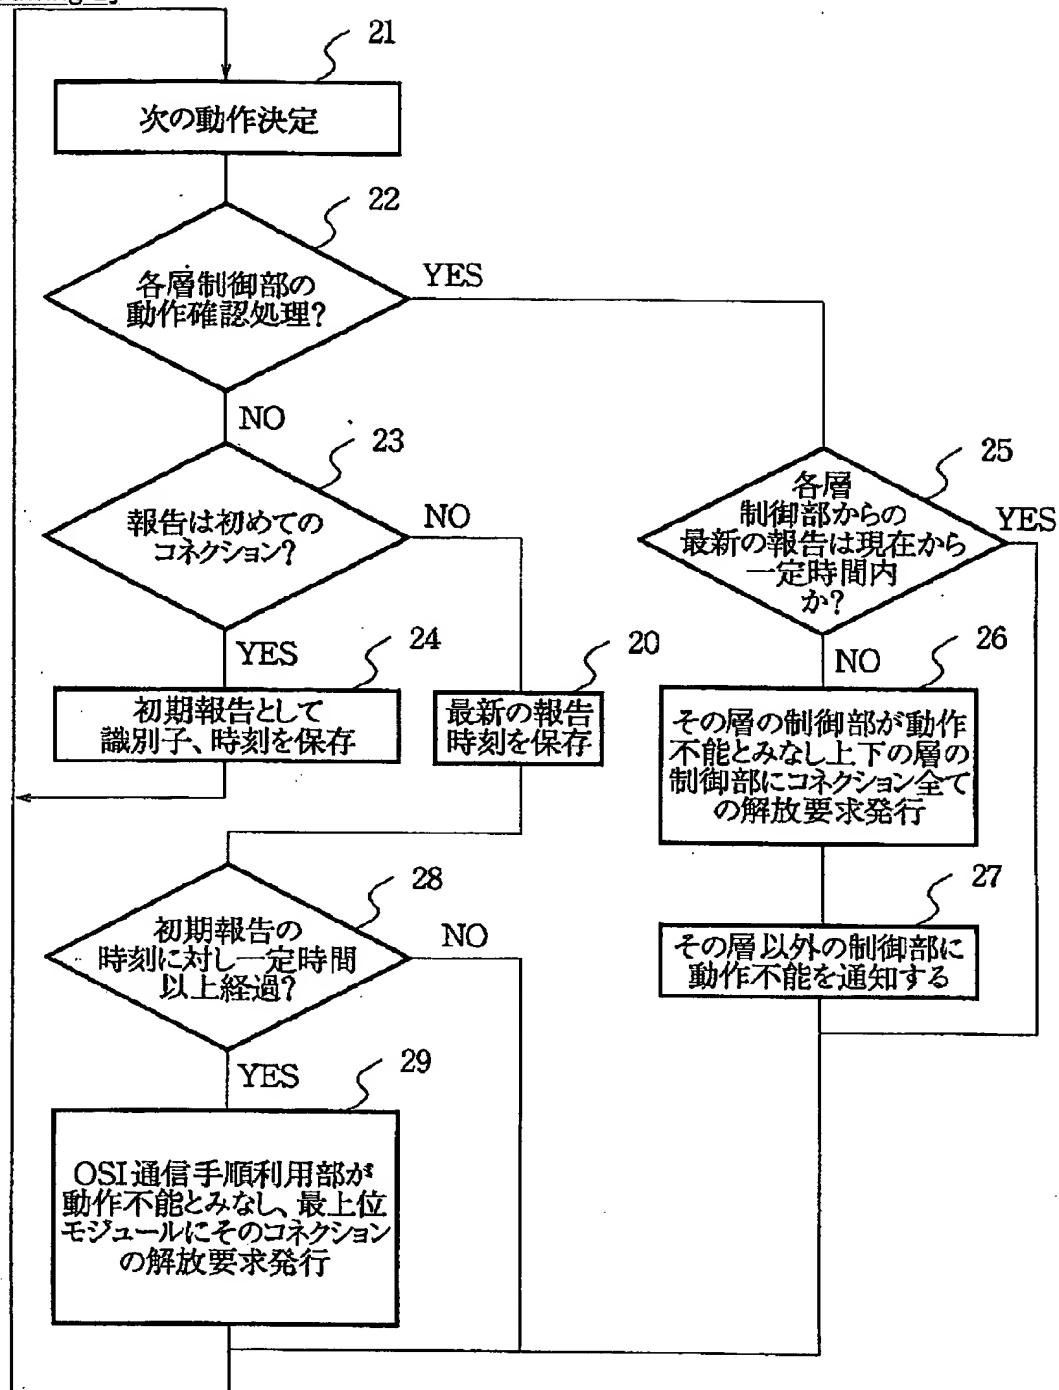 21
次の動作決定
22
各層制御部の
動作確認処理?
YES
NO
23
報告は初めての
コネクション?
NO
YES
24
初期報告として
識別子、時刻を保存
20
最新の報告
時刻を保存
25
各層
制御部からの
最新の報告は現在から
一定時間内
か?
YES
NO
26
その層の制御部が動作
不能とみなし上下の層の
制御部にコネクション全て
の解放要求発行
27
その層以外の制御部に
動作不能を通知する
28
初期報告の
時刻に対し一定時間
以上経過?
NO
YES
29
OSI通信手順利用部が
動作不能とみなし、最上位
モジュールにそのコネクション
の解放要求発行